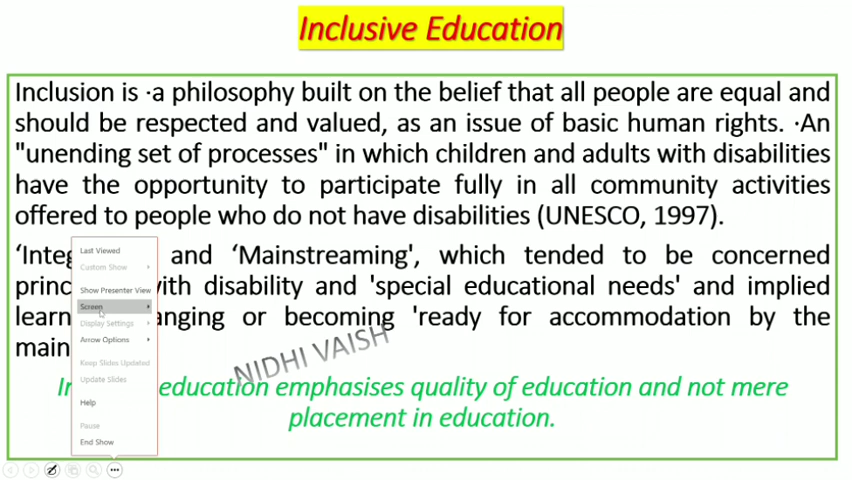 Inclusive Education
Inclusion is ·a philosophy built on the belief that all people are equal and
should be respected and valued, as an issue of basic human rights. ·An
"unending set of processes" in which children and adults with disabilities
have the opportunity to participate fully in all community activities
offered to people who do not have disabilities (UNESCO, 1997).
and ‘Mainstreaming', which tended to be concerned
with disability and 'special educational needs' and implied
or becoming 'ready for accommodation by the
education emphasises quality of education and not mere
placement in education.
NIDHI VAISH
Last Viewed
Custom Show
Show Presenter View
Screen
Display Settings
Arrow Options
Keep Slides Updated
Update Slides
Help
Pause
End Show